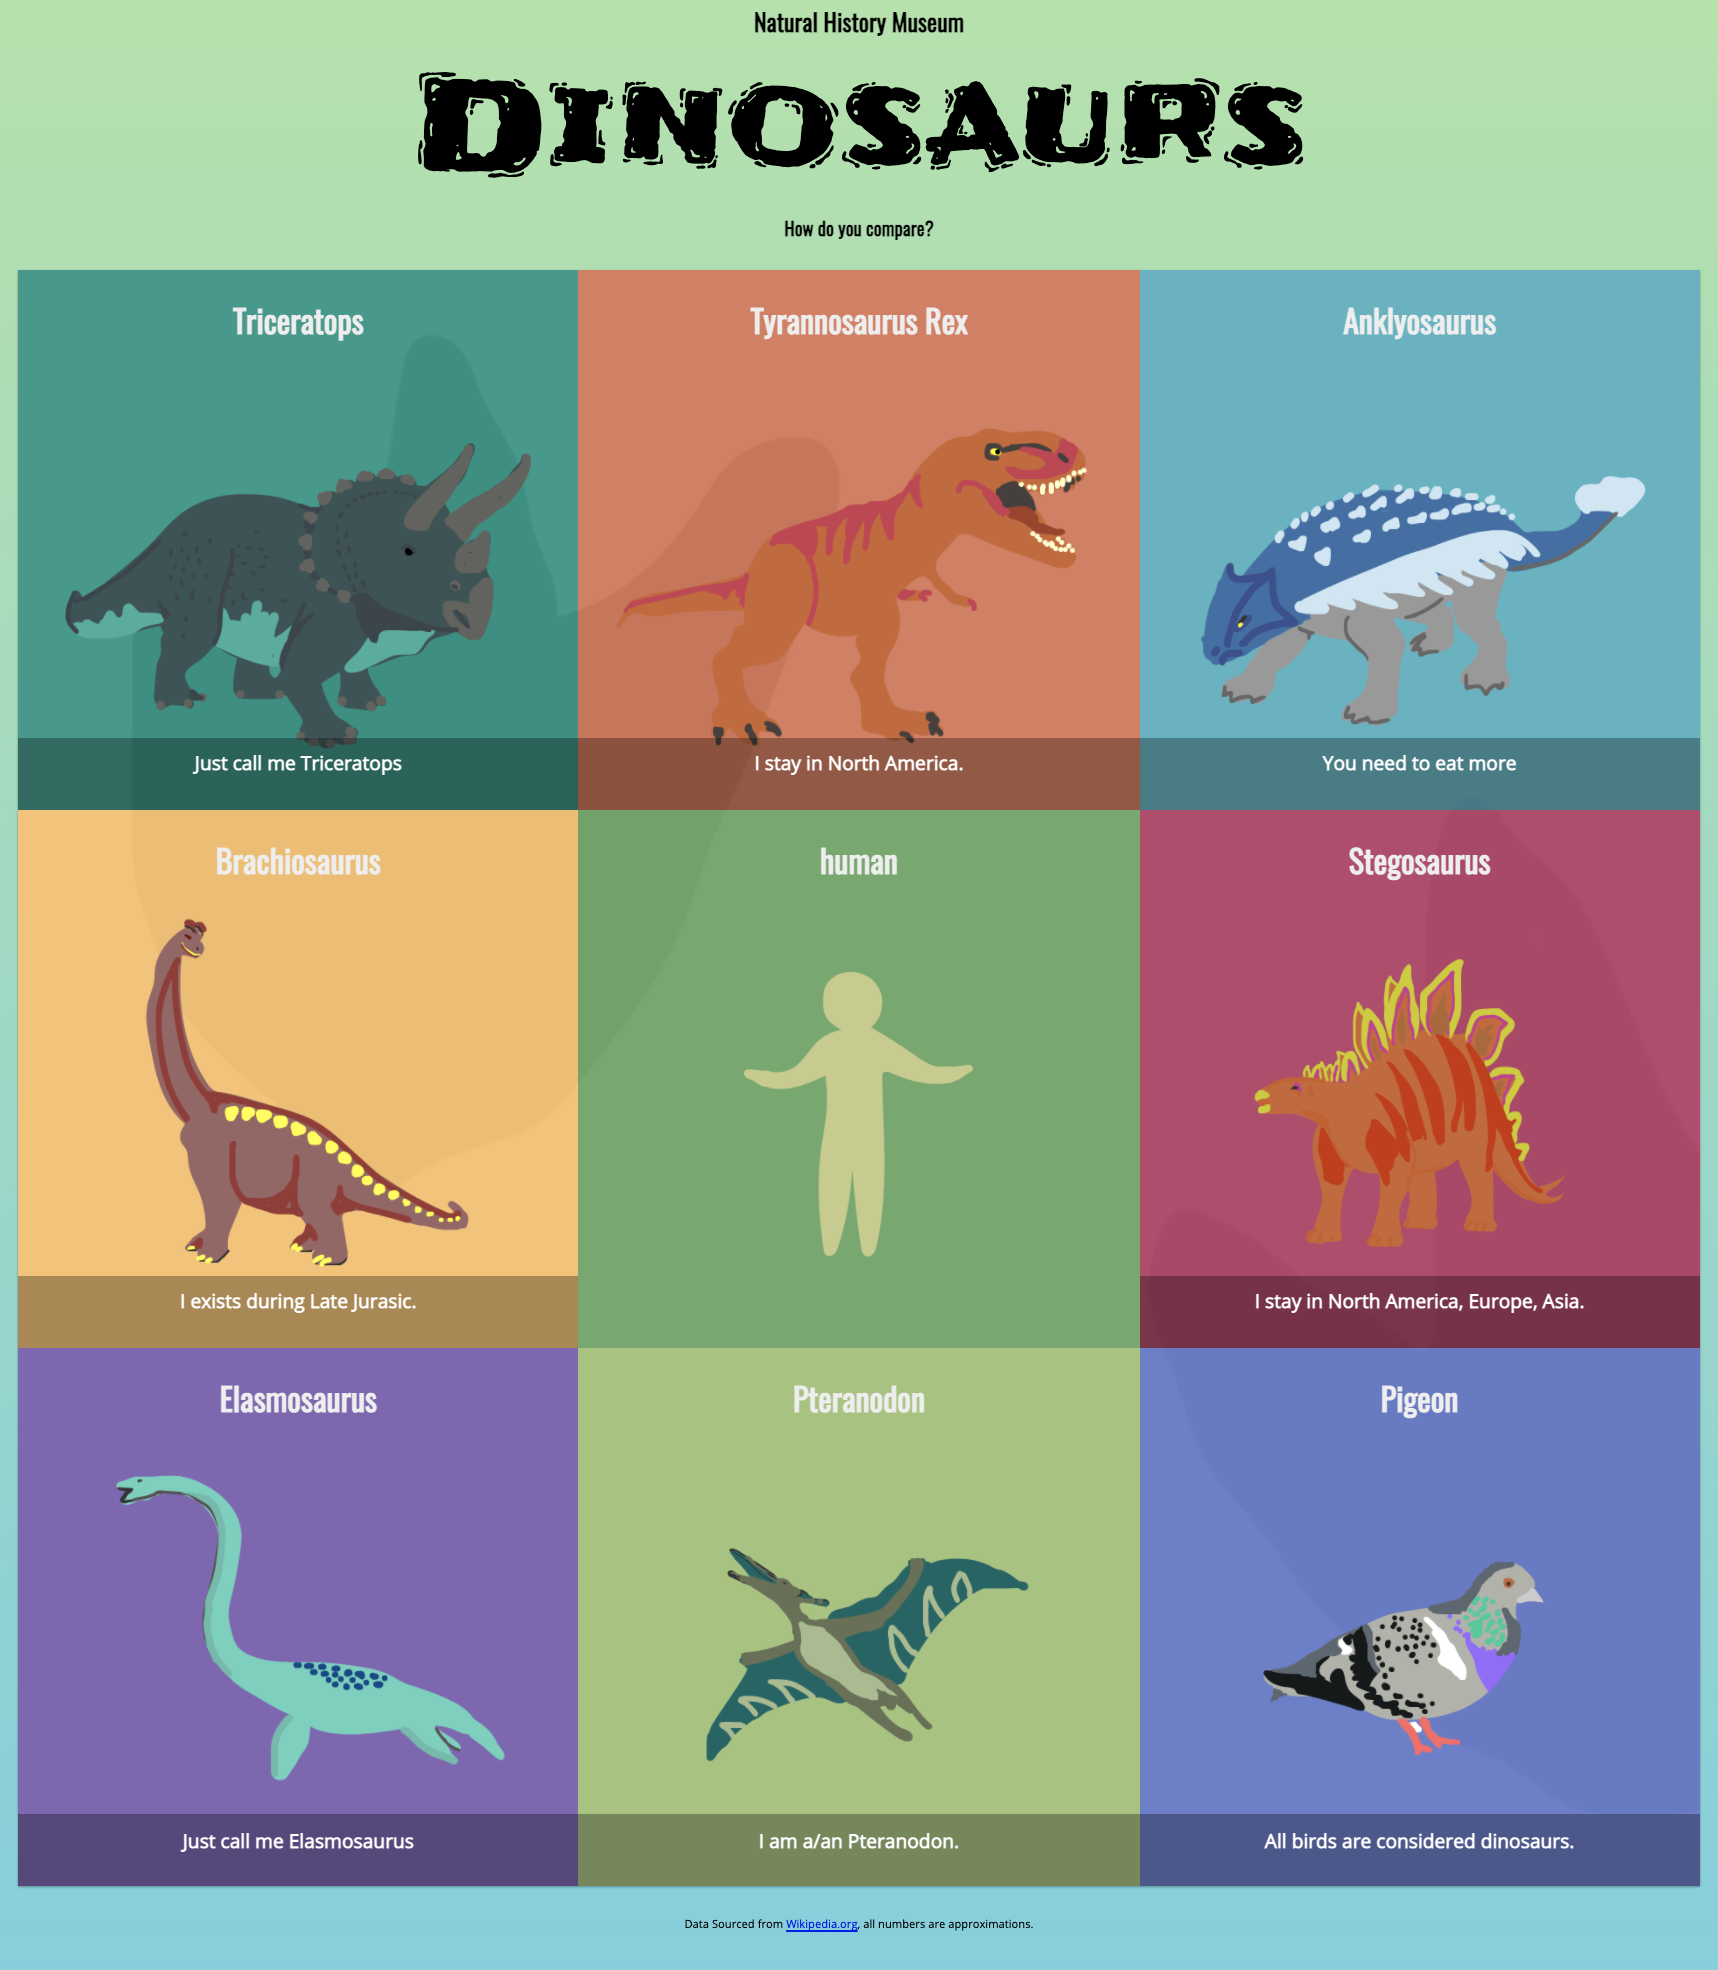 Natural History Museum
DINOSAURS
How do you compare?
Triceratops
Tyrannosaurus Rex
Anklyosaurus
Just call me Triceratops
I stay in North America.
You need to eat more
Brachiosaurus
human
Stegosaurus
I exists during Late Jurasic.
I stay in North America, Europe, Asia.
Elasmosaurus
Pteranodon
Pigeon
Just call me Elasmosaurus
I am a/an Pteranodon.
All birds are considered dinosaurs.
Data Sourced from Wikipedia.org, all numbers are approximations.